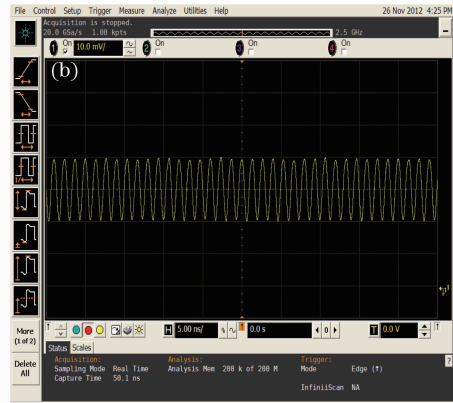 File Control Setup Trigger Measure Analyze Utilities Help 26 Nov 2012 4:25 PM
Acquisition is stopped.
20.0 GSa/s 1.00 kpts 2.5 GHz
1 On 10.0 mV/ 2 On 3 On 4 On
(b)
More
(1 of 2)
Delete
All
H 5.00 ns/ 0.0 s 0 T 0.0 V
Status Scales
Acquisition: Analysis: Trigger:
Sampling Mode Real Time Analysis Mem 200 k of 200 M Mode Edge (↑)
Capture Time 50.1 ns
InfiniiScan NA
?